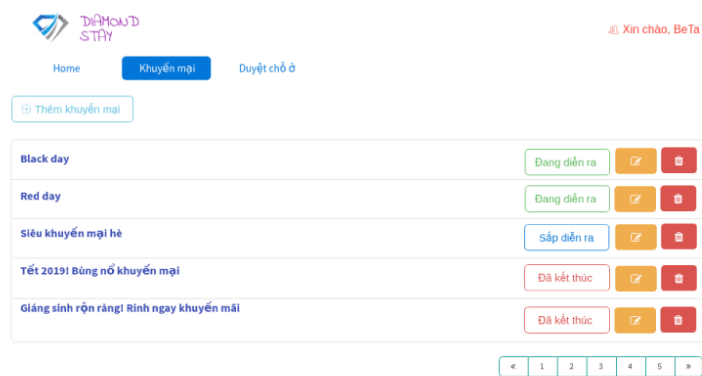 DIAMOND
STAY
Xin chào, BeTa
Home Khuyến mại Duyệt chỗ ở
Thêm khuyến mại
Black day Đang diễn ra
Red day Đang diễn ra
Siêu khuyến mại hè Sắp diễn ra
Tết 2019! Bùng nổ khuyến mại Đã kết thúc
Giáng sinh rộn ràng! Rinh ngay khuyến mãi Đã kết thúc
« 1 2 3 4 5 »